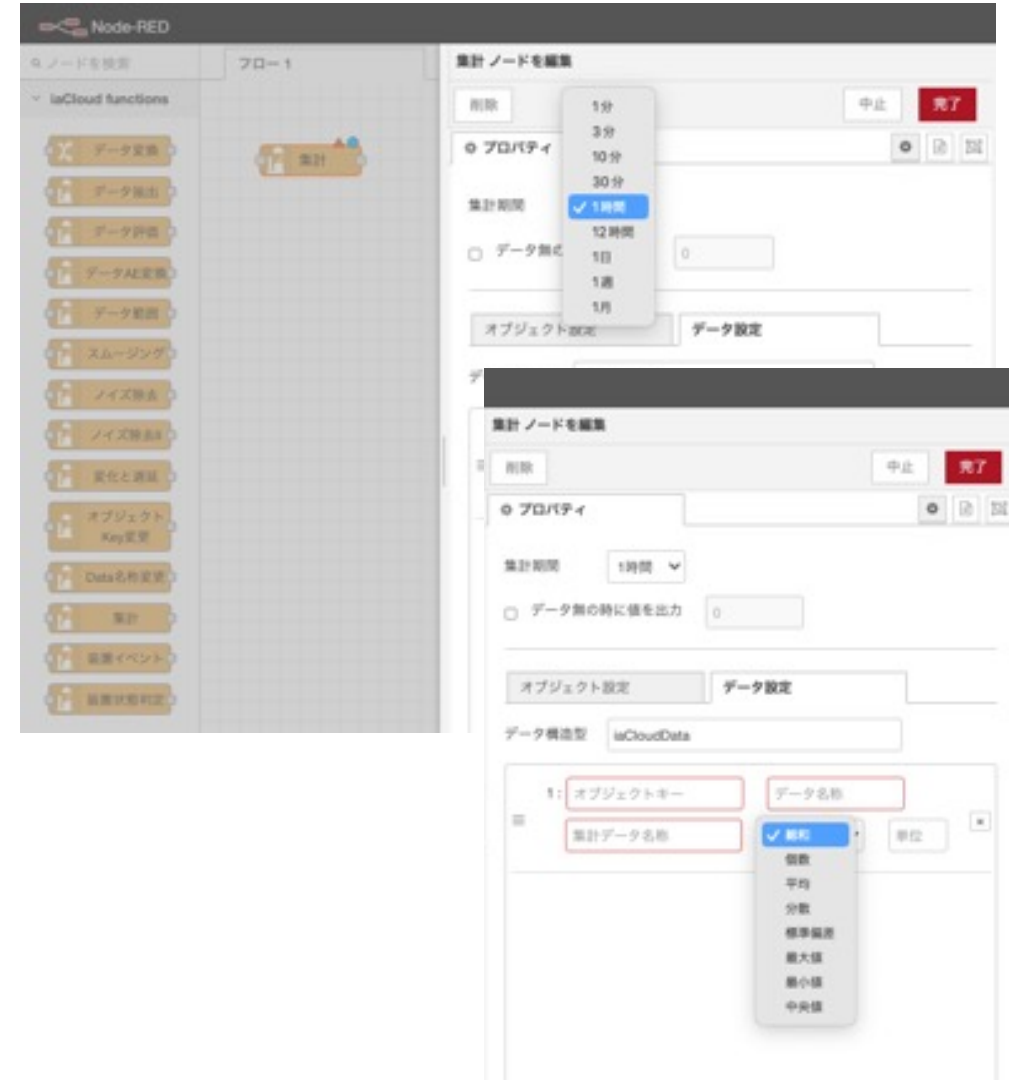 Node-RED
ノードを検索
フロー 1
iaCloud functions
データ変換
データ抽出
データ評価
データAE変換
データ範囲
スムージング
ノイズ除去
ノイズ除去II
変化と遅延
オブジェクト
Key変更
Data名称変更
集計
装置イベント
装置状態判定
集計
集計 ノードを編集
削除
中止
完了
プロパティ
集計期間
1分
3分
10分
30分
✓ 1時間
12時間
1日
1週
1月
データ無の
0
オブジェクト設定
データ設定
デ
集計 ノードを編集
削除
中止
完了
プロパティ
集計期間
1時間
データ無の時に値を出力
0
オブジェクト設定
データ設定
データ構造型
iaCloudData
1: オブジェクトキー
データ名称
集計データ名称
✓ 総和
単位
個数
平均
分散
標準偏差
最大値
最小値
中央値